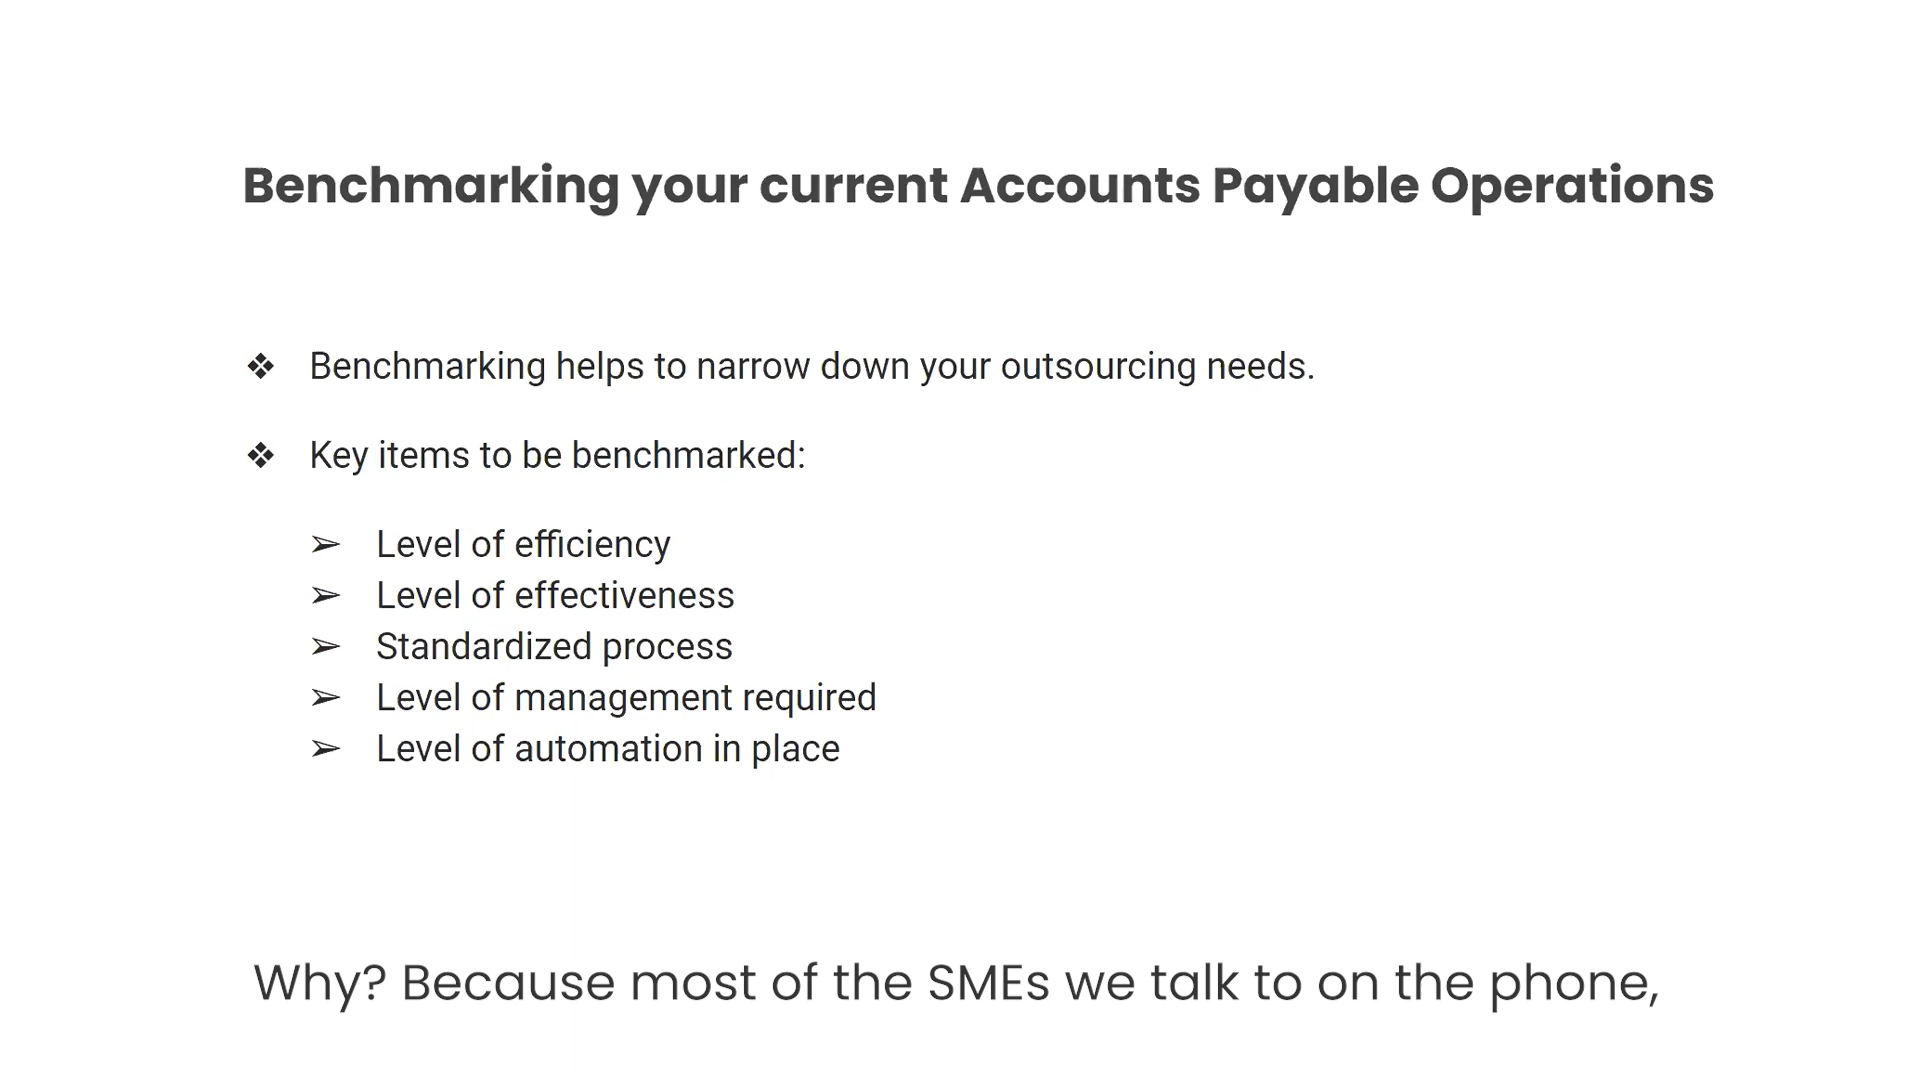 Benchmarking your current Accounts Payable Operations
❖ Benchmarking helps to narrow down your outsourcing needs.
❖ Key items to be benchmarked:
➢ Level of efficiency
➢ Level of effectiveness
➢ Standardized process
➢ Level of management required
➢ Level of automation in place
Why? Because most of the SMEs we talk to on the phone,